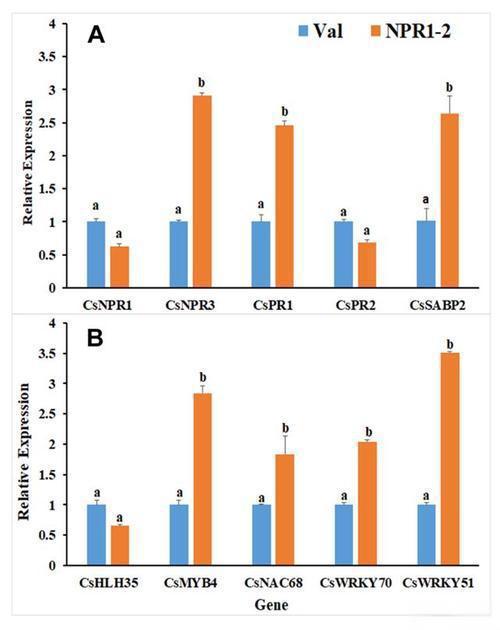 A
Val NPR1-2
Relative Expression
4
3.5
3
2.5
2
1.5
1
0.5
0
a a a b a b a a a b
CsNPR1 CsNPR3 CsPR1 CsPR2 CsSABP2
B
Relative Expression
4
3.5
3
2.5
2
1.5
1
0.5
0
a a a b a b a b a b
CsHLH35 CsMYB4 CsNAC68 CsWRKY70 CsWRKY51
Gene